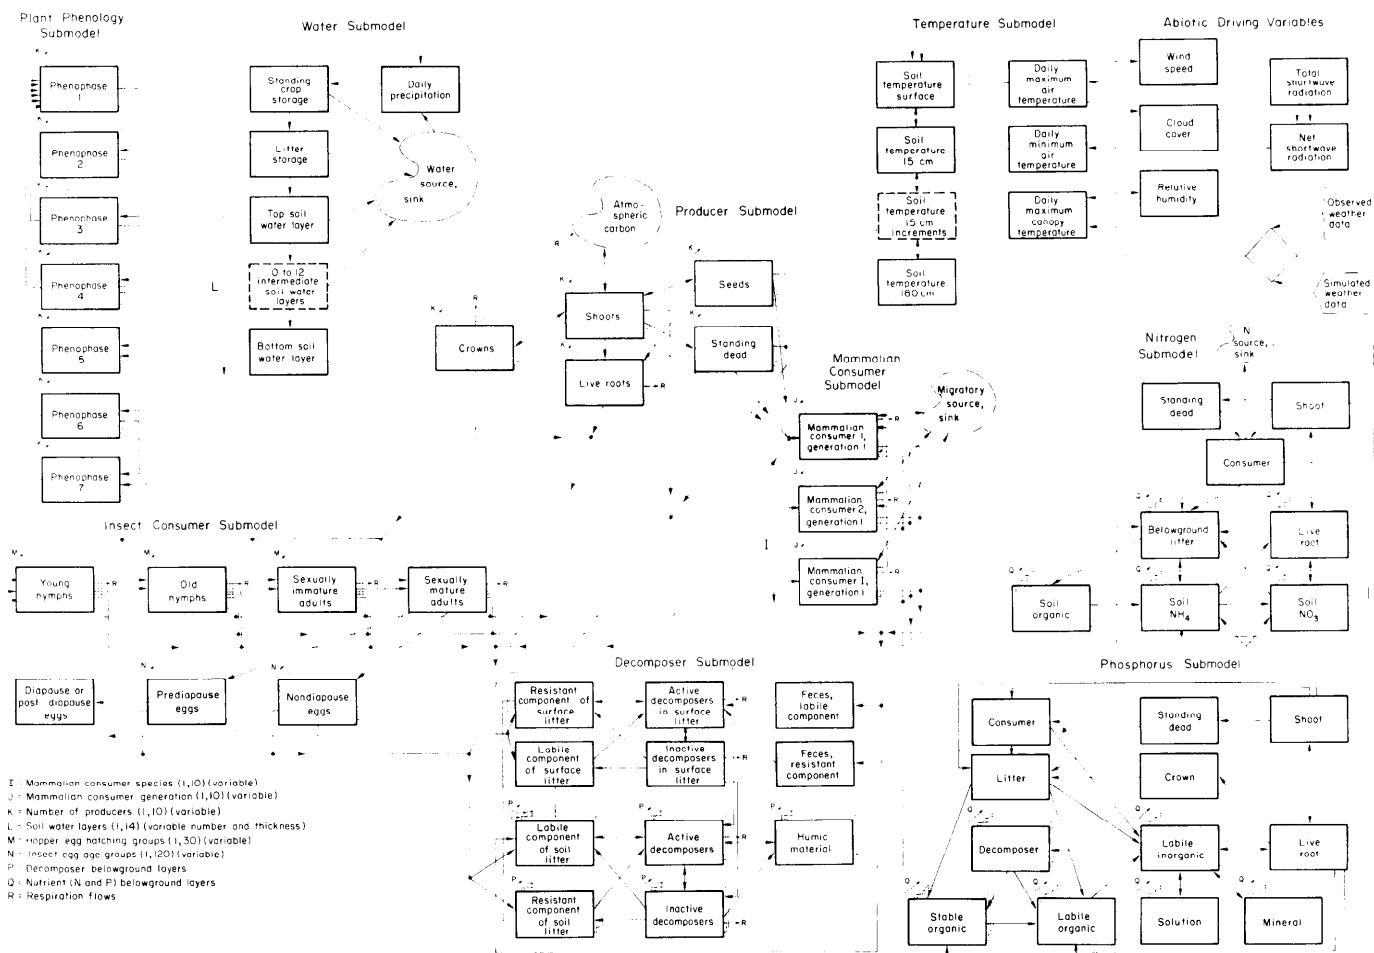 Plant Phenology
Submodel
K
Phenophase
1
K
Phenophase
2
K
Phenophase
3
K
Phenophase
4
K
Phenophase
5
K
Phenophase
6
K
Phenophase
7
Water Submodel
Standing
crop
storage
Daily
precipitation
Litter
storage
Water
source,
sink
Top soil
water layer
L
0 to 12
intermediate
soil water
layers
Bottom soil
water layer
Producer Submodel
Atmo-
spheric
carbon
R
K
Seeds
K
Shoots
K
R
Crowns
K
Standing
dead
K
Live roots
R
Temperature Submodel
Soil
temperature
surface
Daily
maximum
air
temperature
Soil
temperature
15 cm
Daily
minimum
air
temperature
Soil
temperature
15 cm
increments
Daily
maximum
canopy
temperature
Soil
temperature
180 cm
Abiotic Driving Variables
Wind
speed
Total
shortwave
radiation
Cloud
cover
Net
shortwave
radiation
Relative
humidity
Observed
weather
data
Simulated
weather
data
Mammalian
Consumer
Submodel
Migratory
source,
sink
J
Mammalian
consumer 1,
generation 1
R
J
Mammalian
consumer 2,
generation 1
R
I
J
Mammalian
consumer I,
generation 1
R
Nitrogen
Submodel
N
source,
sink
Standing
dead
Shoot
Consumer
Q
Belowground
litter
Q
Live
root
Q
Soil
organic
Q
Soil
NH4
Q
Soil
NO3
Insect Consumer Submodel
M
Young
nymphs
R
M
Old
nymphs
R
M
Sexually
immature
adults
R
Sexually
mature
adults
R
Diapause or
post diapause
eggs
N
Prediapause
eggs
N
Nondiapause
eggs
Decomposer Submodel
Resistant
component of
surface
litter
Active
decomposers
in surface
litter
R
Feces,
labile
component
Labile
component
of surface
litter
Inactive
decomposers
in surface
litter
R
Feces,
resistant
component
P
Labile
component
of soil
litter
P
Active
decomposers
R
P
Humic
material
P
Resistant
component
of soil
litter
P
Inactive
decomposers
R
Phosphorus Submodel
Consumer
Standing
dead
Shoot
Litter
Crown
Decomposer
Q
Labile
inorganic
Q
Live
root
Q
Stable
organic
Q
Labile
organic
Q
Solution
Q
Mineral
I = Mammalian consumer species (1,10)(variable)
J = Mammalian consumer generation (1,10)(variable)
K = Number of producers (1,10)(variable)
L = Soil water layers (1,14) (variable number and thickness)
M = Hopper egg hatching groups (1,30)(variable)
N = Insect egg age groups (1,120)(variable)
P = Decomposer belowground layers
Q = Nutrient (N and P) belowground layers
R = Respiration flows